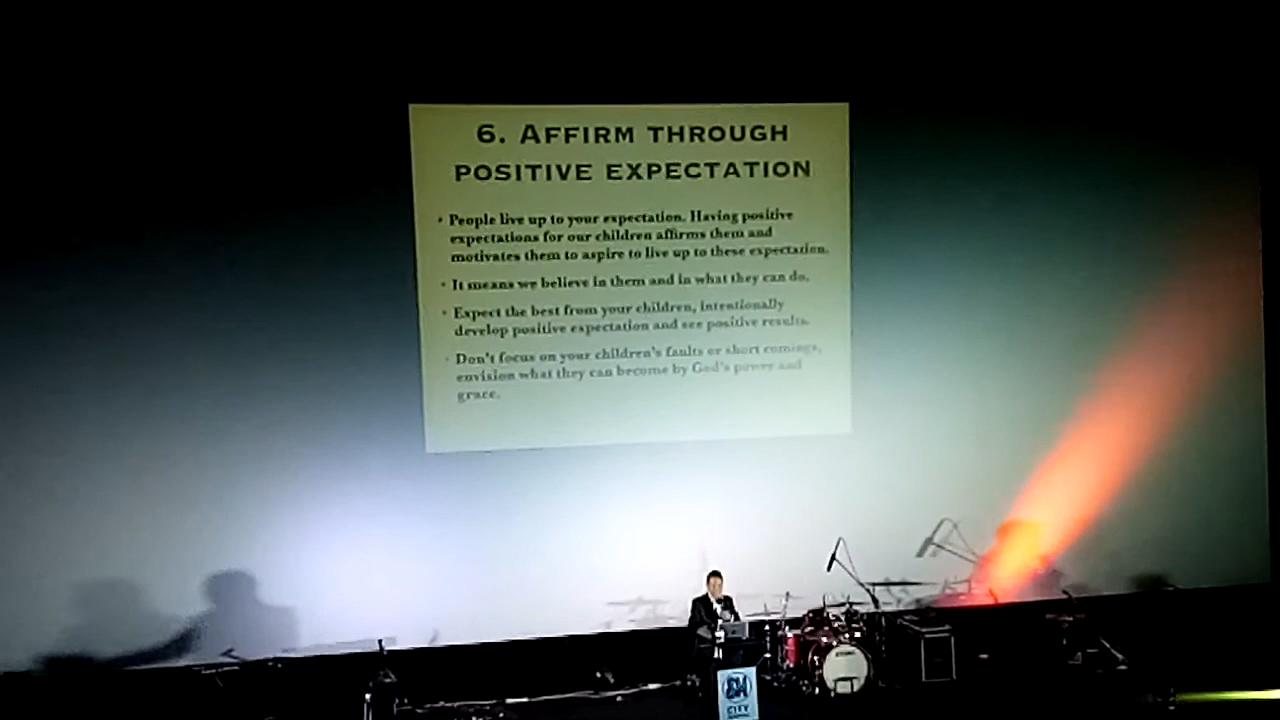 6. AFFIRM THROUGH
POSITIVE EXPECTATION
• People live up to your expectation. Having positive
expectations for our children affirms them and
motivates them to aspire to live up to these expectation.
• It means we believe in them and in what they can do.
• Expect the best from your children, intentionally
develop positive expectation and see positive results.
• Don't focus on your children's faults or short comings,
envision what they can become by God's power and
grace.
SM
CITY